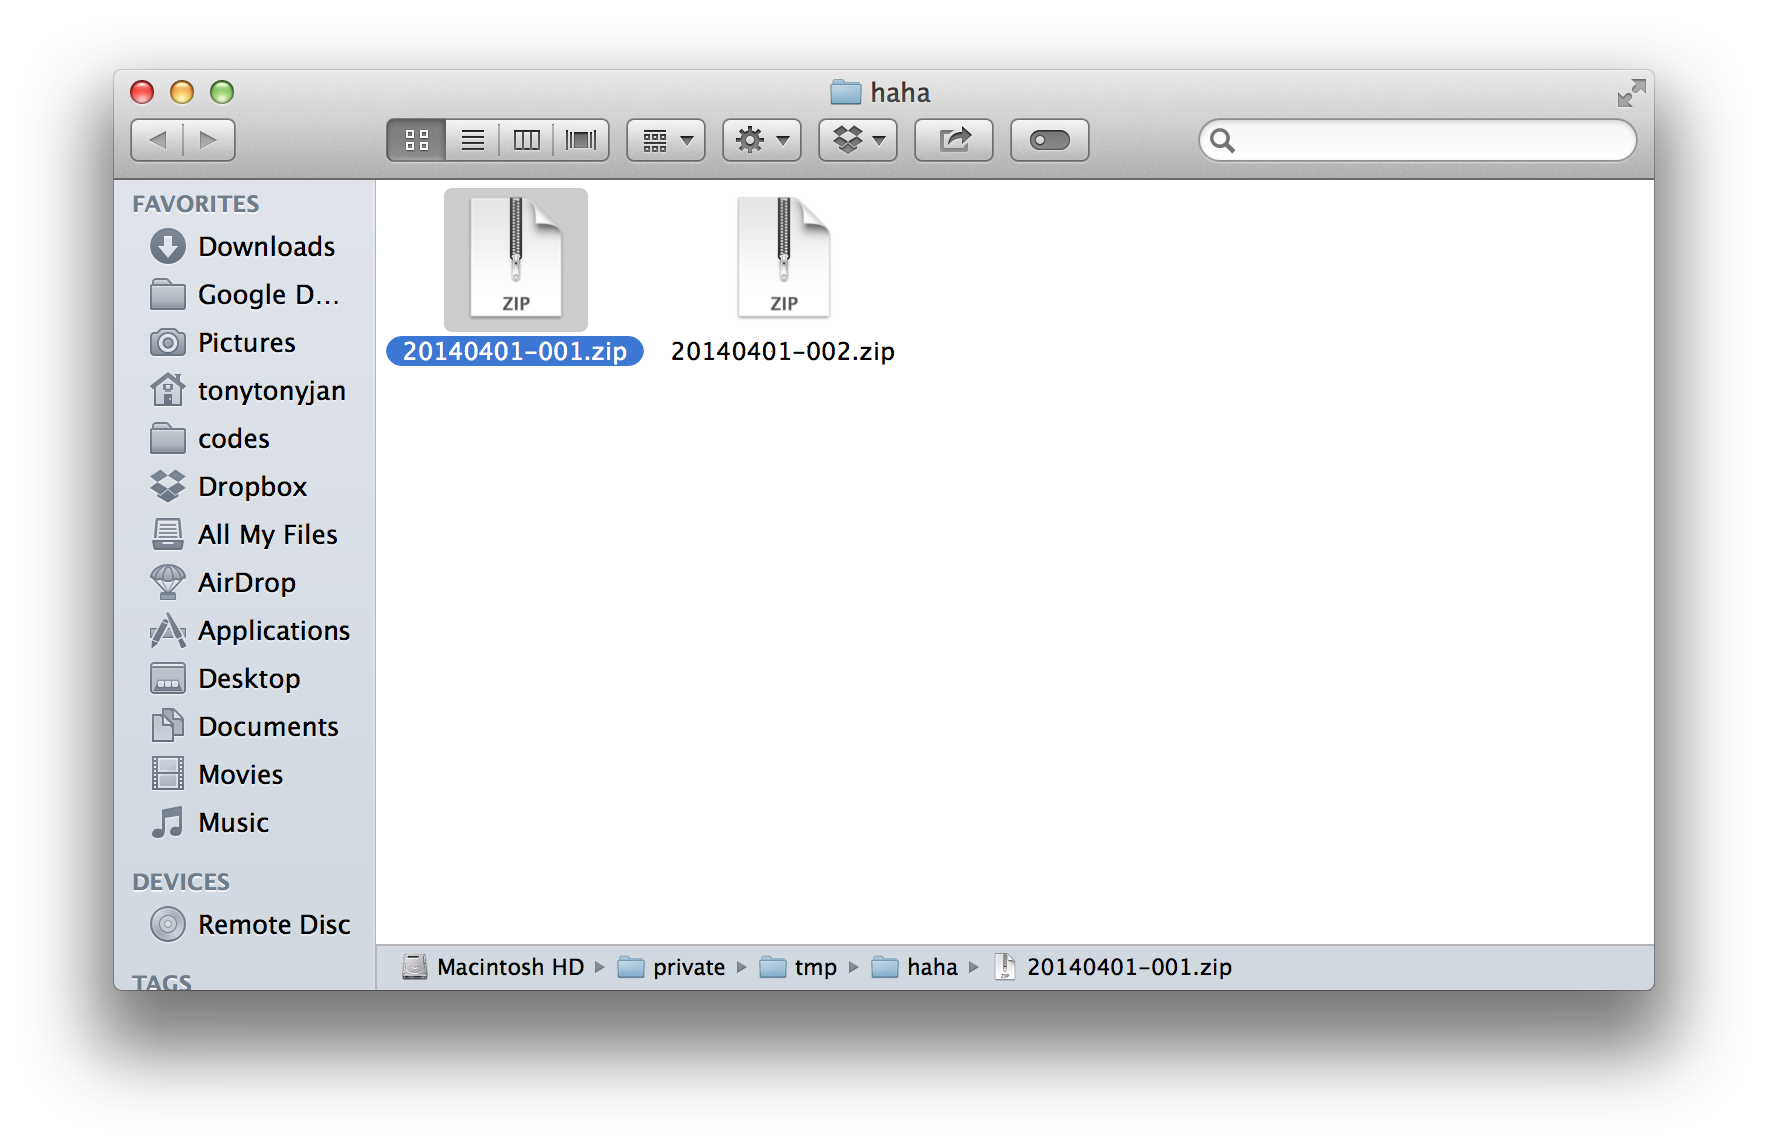 haha
FAVORITES
Downloads
Google D...
Pictures
tonytonyjan
codes
Dropbox
All My Files
AirDrop
Applications
Desktop
Documents
Movies
Music
DEVICES
Remote Disc
TAGS
ZIP
ZIP
20140401-001.zip
20140401-002.zip
Macintosh HD private tmp haha ZIP 20140401-001.zip